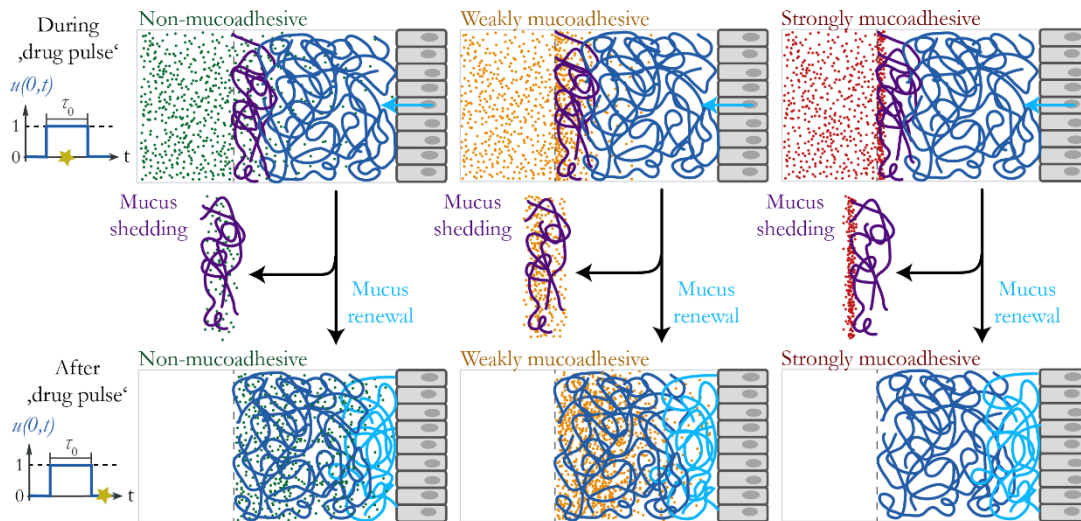 During
‚drug pulse‘
u(0,t)
τ0
1
0
t
Non-mucoadhesive
Weakly mucoadhesive
Strongly mucoadhesive
Mucus
shedding
Mucus
renewal
Mucus
shedding
Mucus
renewal
Mucus
shedding
Mucus
renewal
After
‚drug pulse‘
u(0,t)
τ0
1
0
t
Non-mucoadhesive
Weakly mucoadhesive
Strongly mucoadhesive